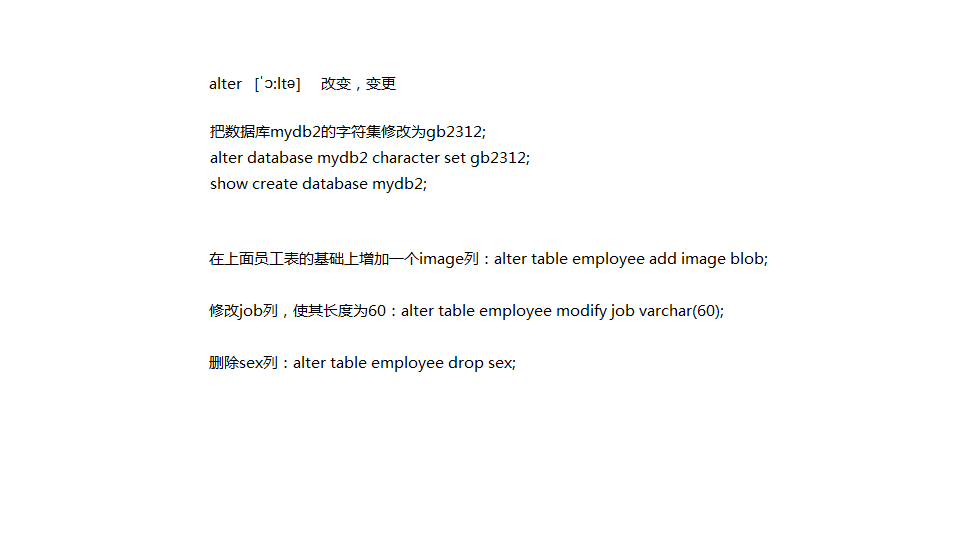 alter [ˈɔ:ltə] 改变，变更
把数据库mydb2的字符集修改为gb2312;
alter database mydb2 character set gb2312;
show create database mydb2;
在上面员工表的基础上增加一个image列：alter table employee add image blob;
修改job列，使其长度为60：alter table employee modify job varchar(60);
删除sex列：alter table employee drop sex;